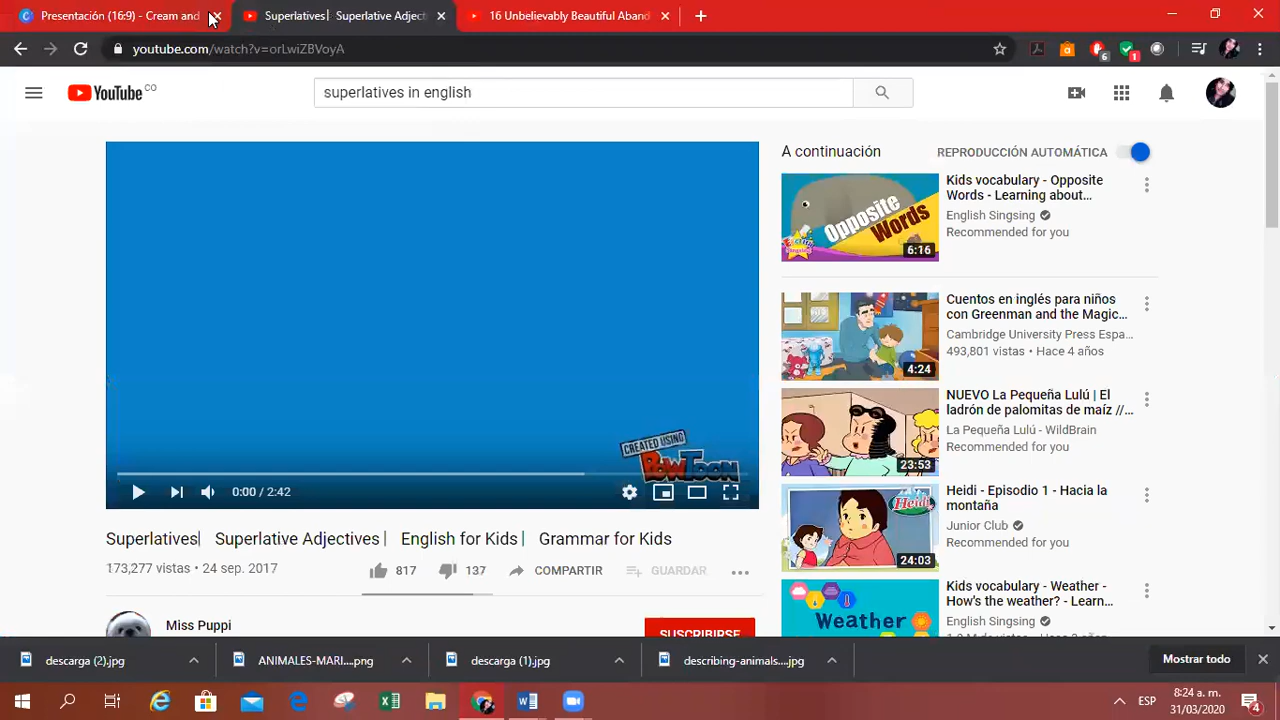 Presentación (16:9) - Cream and
Superlatives| Superlative Adject
16 Unbelievably Beautiful Aband
youtube.com/watch?v=orLwiZBVoyA
6
1
YouTube CO
superlatives in english
A continuación
REPRODUCCIÓN AUTOMÁTICA
Opposite Words
6:16
Kids vocabulary - Opposite
Words - Learning about...
English Singsing
Recommended for you
4:24
Cuentos en inglés para niños
con Greenman and the Magic...
Cambridge University Press Espa...
493,801 vistas • Hace 4 años
23:53
NUEVO La Pequeña Lulú | El
ladrón de palomitas de maíz //...
La Pequeña Lulú - WildBrain
Recommended for you
Heidi
24:03
Heidi - Episodio 1 - Hacia la
montaña
Junior Club
Recommended for you
Weather
Kids vocabulary - Weather -
How's the weather? - Learn...
English Singsing
CREATED USING
POWTOON
0:00 / 2:42
Superlatives| Superlative Adjectives| English for Kids| Grammar for Kids
173,277 vistas • 24 sep. 2017
817
137
COMPARTIR
GUARDAR
Miss Puppi
SUSCRIBIRSE
descarga (2).jpg
ANIMALES-MARI....png
descarga (1).jpg
describing-animals....jpg
Mostrar todo
ESP
8:24 a. m.
31/03/2020
4